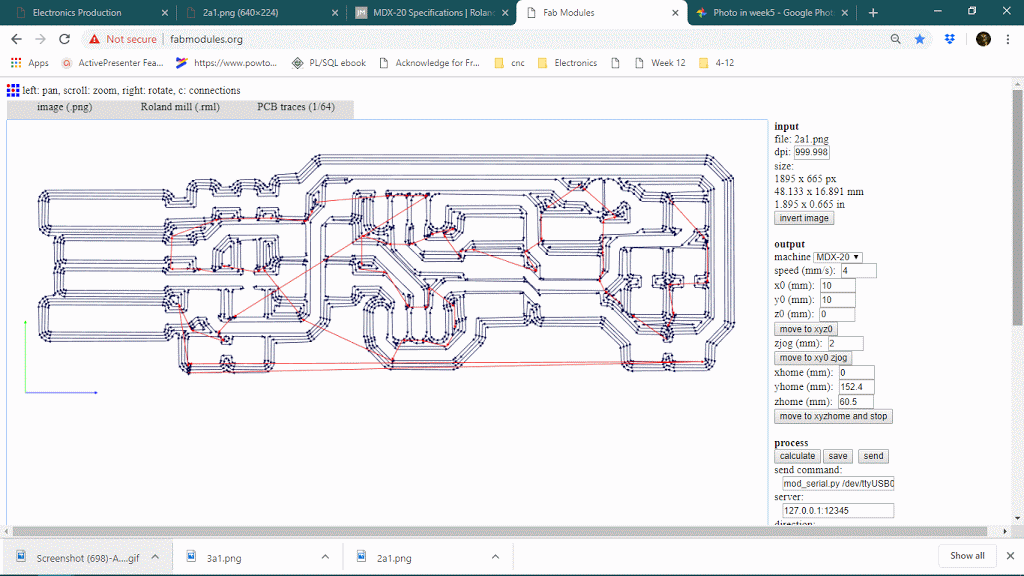 Electronics Production
2a1.png (640×224)
MDX-20 Specifications | Rolan
Fab Modules
Photo in week5 - Google Phot
Not secure | fabmodules.org
Apps
ActivePresenter Fea...
https://www.powto...
PL/SQL ebook
Acknowledge for Fr...
cnc
Electronics
Week 12
4-12
left: pan, scroll: zoom, right: rotate, c: connections
image (.png)
Roland mill (.rml)
PCB traces (1/64)
input
file: 2a1.png
dpi: 999.998
size:
1895 x 665 px
48.133 x 16.891 mm
1.895 x 0.665 in
invert image
output
machine MDX-20
speed (mm/s): 4
x0 (mm): 10
y0 (mm): 10
z0 (mm): 0
move to xyz0
zjog (mm): 2
move to xy0 zjog
xhome (mm): 0
yhome (mm): 152.4
zhome (mm): 60.5
move to xyzhome and stop
process
calculate save send
send command:
mod_serial.py /dev/ttyUSB0
server:
127.0.0.1:12345
direction:
Screenshot (698)-A....gif
3a1.png
2a1.png
Show all